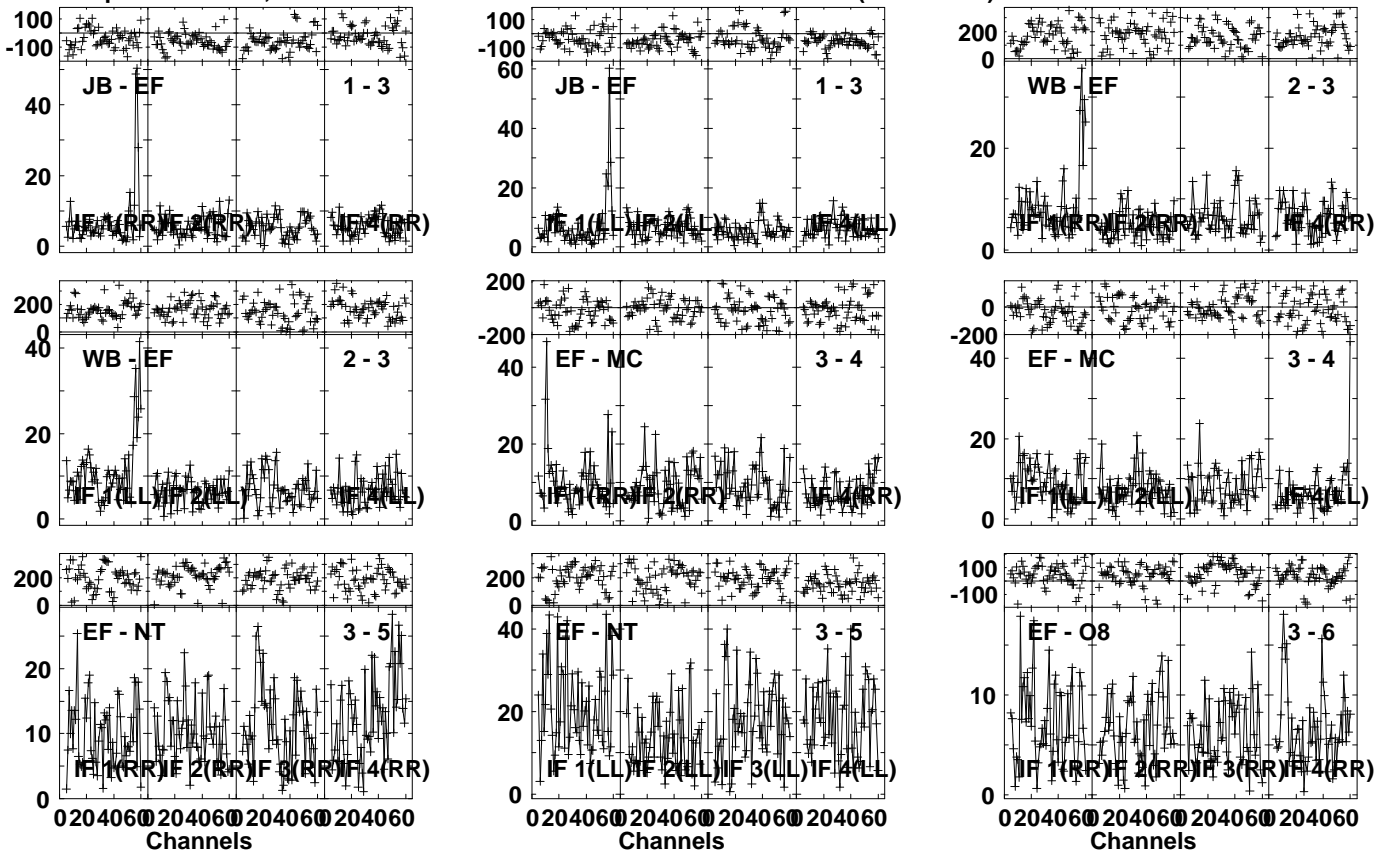 100 100 200
-100 -100 0
JB - EF 1 - 3 JB - EF 1 - 3 WB - EF 2 - 3
60
40 40
20 20 20
IF 1(RR) IF 2(RR) IF 4(RR) IF 1(LL) IF 2(LL) IF 4(LL) IF 1(RR) IF 2(RR) IF 4(RR)
0 0 0
200 200 0
0 -200 -200
WB - EF 2 - 3 EF - MC 3 - 4 EF - MC 3 - 4
40 40 40
20 20 20
IF 1(LL) IF 2(LL) IF 4(LL) IF 1(RR) IF 2(RR) IF 4(RR) IF 1(LL) IF 2(LL) IF 4(LL)
0 0 0
200 200 100
0 0 -100
EF - NT 3 - 5 EF - NT 3 - 5 EF - O8 3 - 6
40
20 20 10
10
IF 1(RR) IF 2(RR) IF 3(RR) IF 4(RR) IF 1(LL) IF 2(LL) IF 3(LL) IF 4(LL) IF 1(RR) IF 2(RR) IF 3(RR) IF 4(RR)
0 0 0
0 20 40 60 0 20 40 60 0 20 40 60 0 20 40 60 0 20 40 60 0 20 40 60 0 20 40 60 0 20 40 60 0 20 40 60 0 20 40 60 0 20 40 60 0 20 40 60
Channels Channels Channels